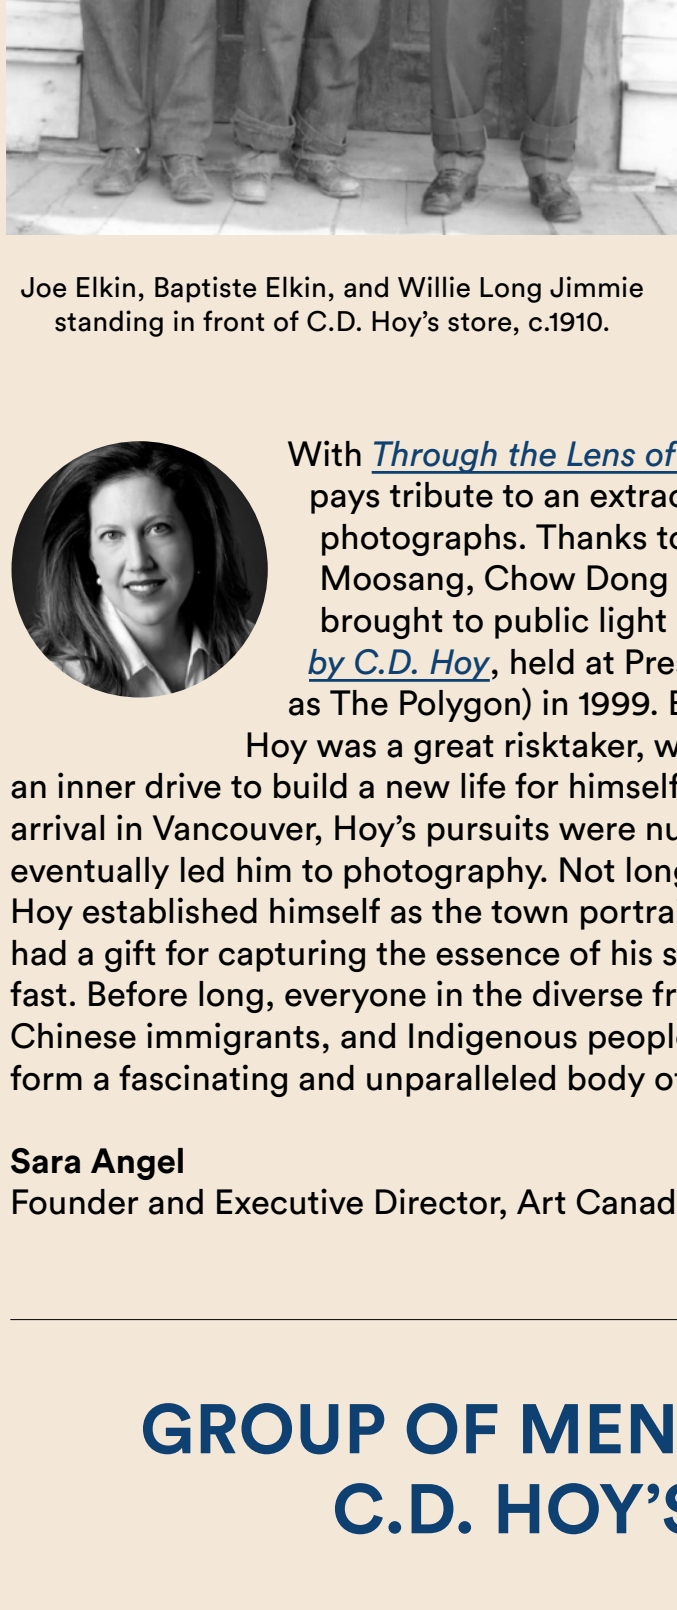 Joe Elkin, Baptiste Elkin, and Willie Long Jimmie
standing in front of C.D. Hoy’s store, c.1910.
With Through the Lens of
pays tribute to an
photographs. Thanks
Moosang, Chow Dong
brought to public light
by C.D. Hoy, held at
as The Polygon) in 1999.
Hoy was a great risktaker,
an inner drive to build a new life for himself
arrival in Vancouver, Hoy’s pursuits were
eventually led him to photography. Not
Hoy established himself as the town
had a gift for capturing the essence of his
fast. Before long, everyone in the diverse
Chinese immigrants, and Indigenous
form a fascinating and unparalleled body
Sara Angel
Founder and Executive Director, Art
GROUP OF MEN
C.D. HOY’S